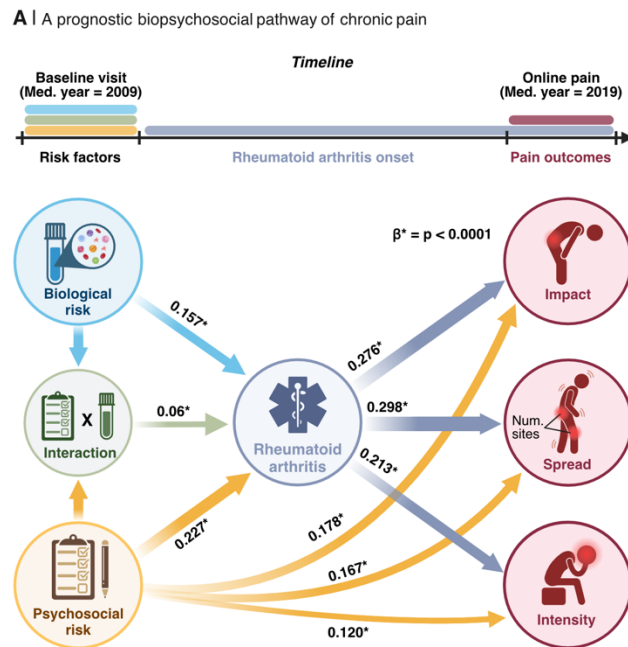 A | A prognostic biopsychosocial pathway of chronic pain
Timeline
Baseline visit
(Med. year = 2009)
Online pain
(Med. year = 2019)
Risk factors
Rheumatoid arthritis onset
Pain outcomes
β* = p < 0.0001
Biological
risk
0.157*
Impact
0.276*
X
Interaction
0.06*
Rheumatoid
arthritis
0.298*
Num.
sites
Spread
0.213*
0.227*
0.178*
0.167*
Psychosocial
risk
0.120*
Intensity